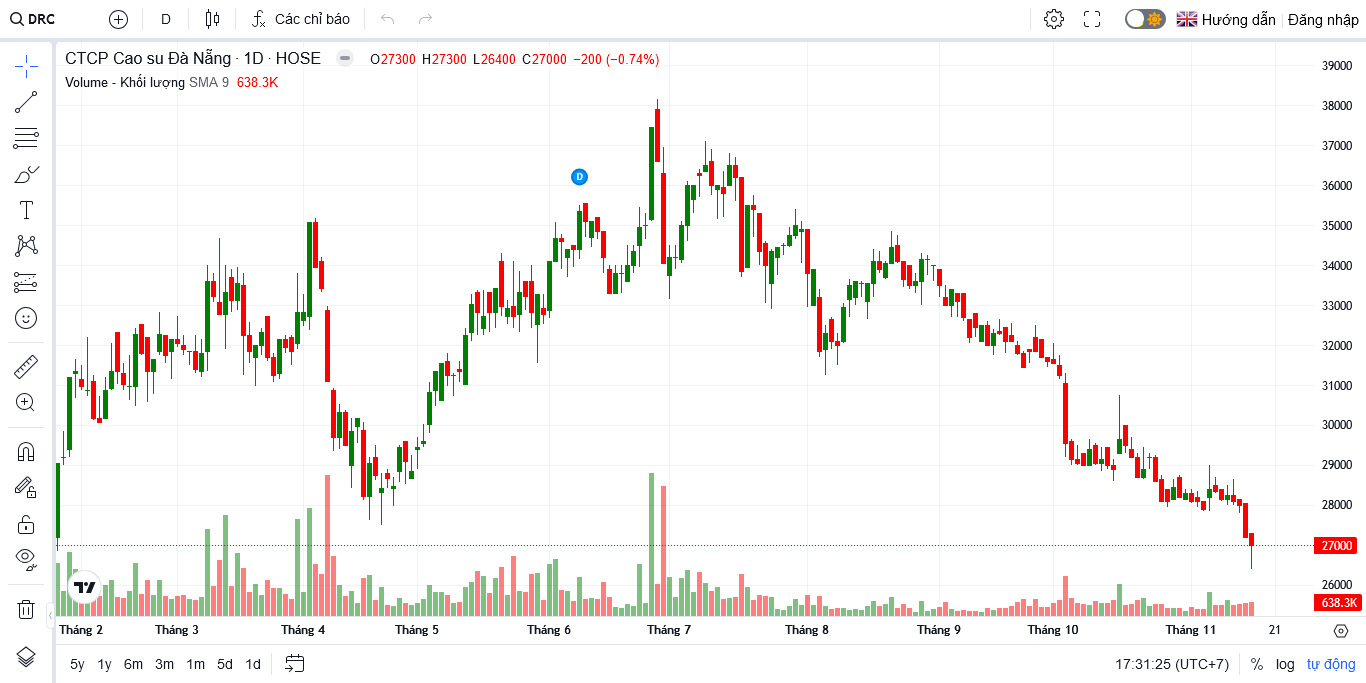 DRC D Các chỉ báo Hướng dẫn Đăng nhập
CTCP Cao su Đà Nẵng · 1D · HOSE O27300 H27300 L26400 C27000 −200 (−0.74%)
Volume - Khối lượng SMA 9 638.3K
39000
38000
37000
36000
D
35000
34000
33000
32000
31000
30000
29000
28000
27000
26000
638.3K
Tháng 2 Tháng 3 Tháng 4 Tháng 5 Tháng 6 Tháng 7 Tháng 8 Tháng 9 Tháng 10 Tháng 11 21
5y 1y 6m 3m 1m 5d 1d 17:31:25 (UTC+7) % log tự động